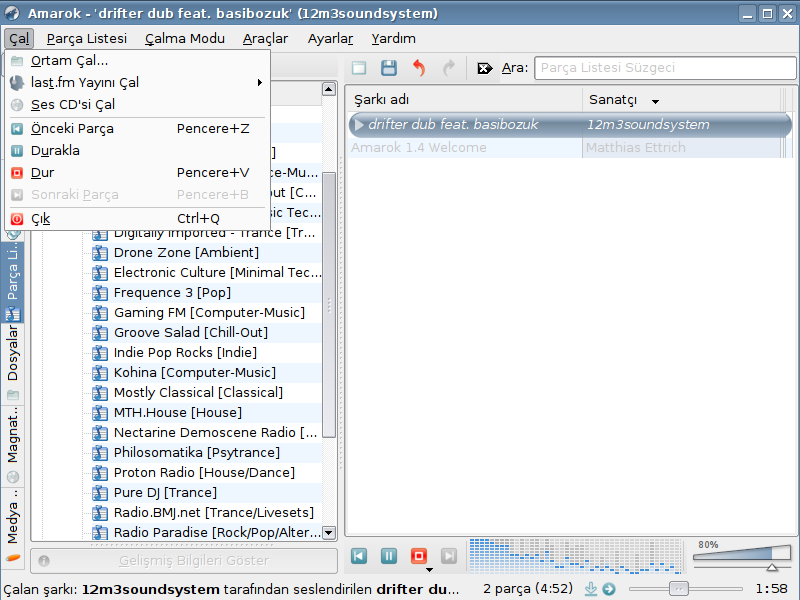 Amarok - 'drifter dub feat. basibozuk' (12m3soundsystem)
Çal Parça Listesi Çalma Modu Araçlar Ayarlar Yardım
Ortam Çal...
last.fm Yayını Çal
Ses CD'si Çal
Önceki Parça Pencere+Z
Durakla
Dur Pencere+V
Sonraki Parça Pencere+B
Çık Ctrl+Q
Ara: Parça Listesi Süzgeci
Şarkı adı Sanatçı
drifter dub feat. basibozuk 12m3soundsystem
Amarok 1.4 Welcome Matthias Ettrich
]
ce-Mu...
out [C...
sic Tec...
Digitally Imported - Trance [Tr...
Drone Zone [Ambient]
Electronic Culture [Minimal Tec...
Frequence 3 [Pop]
Gaming FM [Computer-Music]
Groove Salad [Chill-Out]
Indie Pop Rocks [Indie]
Kohina [Computer-Music]
Mostly Classical [Classical]
MTH.House [House]
Nectarine Demoscene Radio [...
Philosomatika [Psytrance]
Proton Radio [House/Dance]
Pure DJ [Trance]
Radio.BMJ.net [Trance/Livesets]
Radio Paradise [Rock/Pop/Alter...
Parça Li..
Dosyalar
Magnat..
Medya ..
Gelişmiş Bilgileri Göster
80%
Çalan şarkı: 12m3soundsystem tarafından seslendirilen drifter du...
2 parça (4:52)
1:58